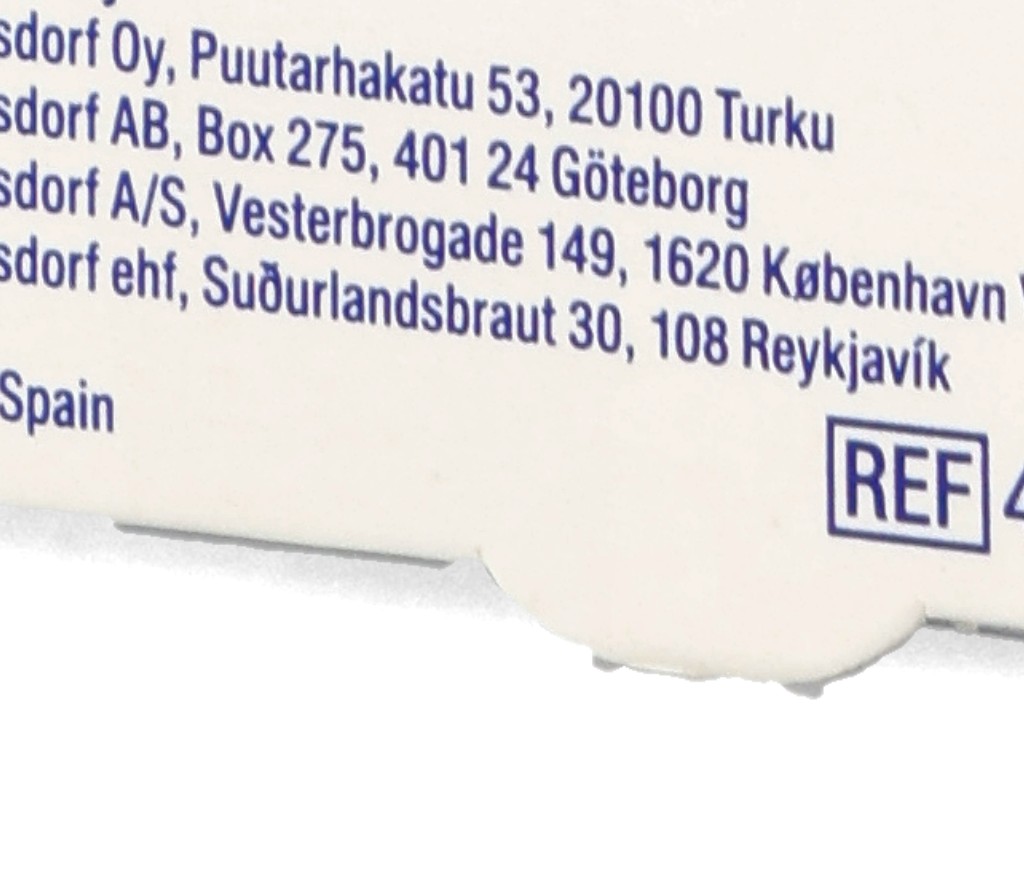 sdorf Oy, Puutarhakatu 53, 20100 Turku
sdorf AB, Box 275, 401 24 Göteborg
sdorf A/S, Vesterbrogade 149, 1620 København
sdorf ehf, Suðurlandsbraut 30, 108 Reykjavík
Spain
REF